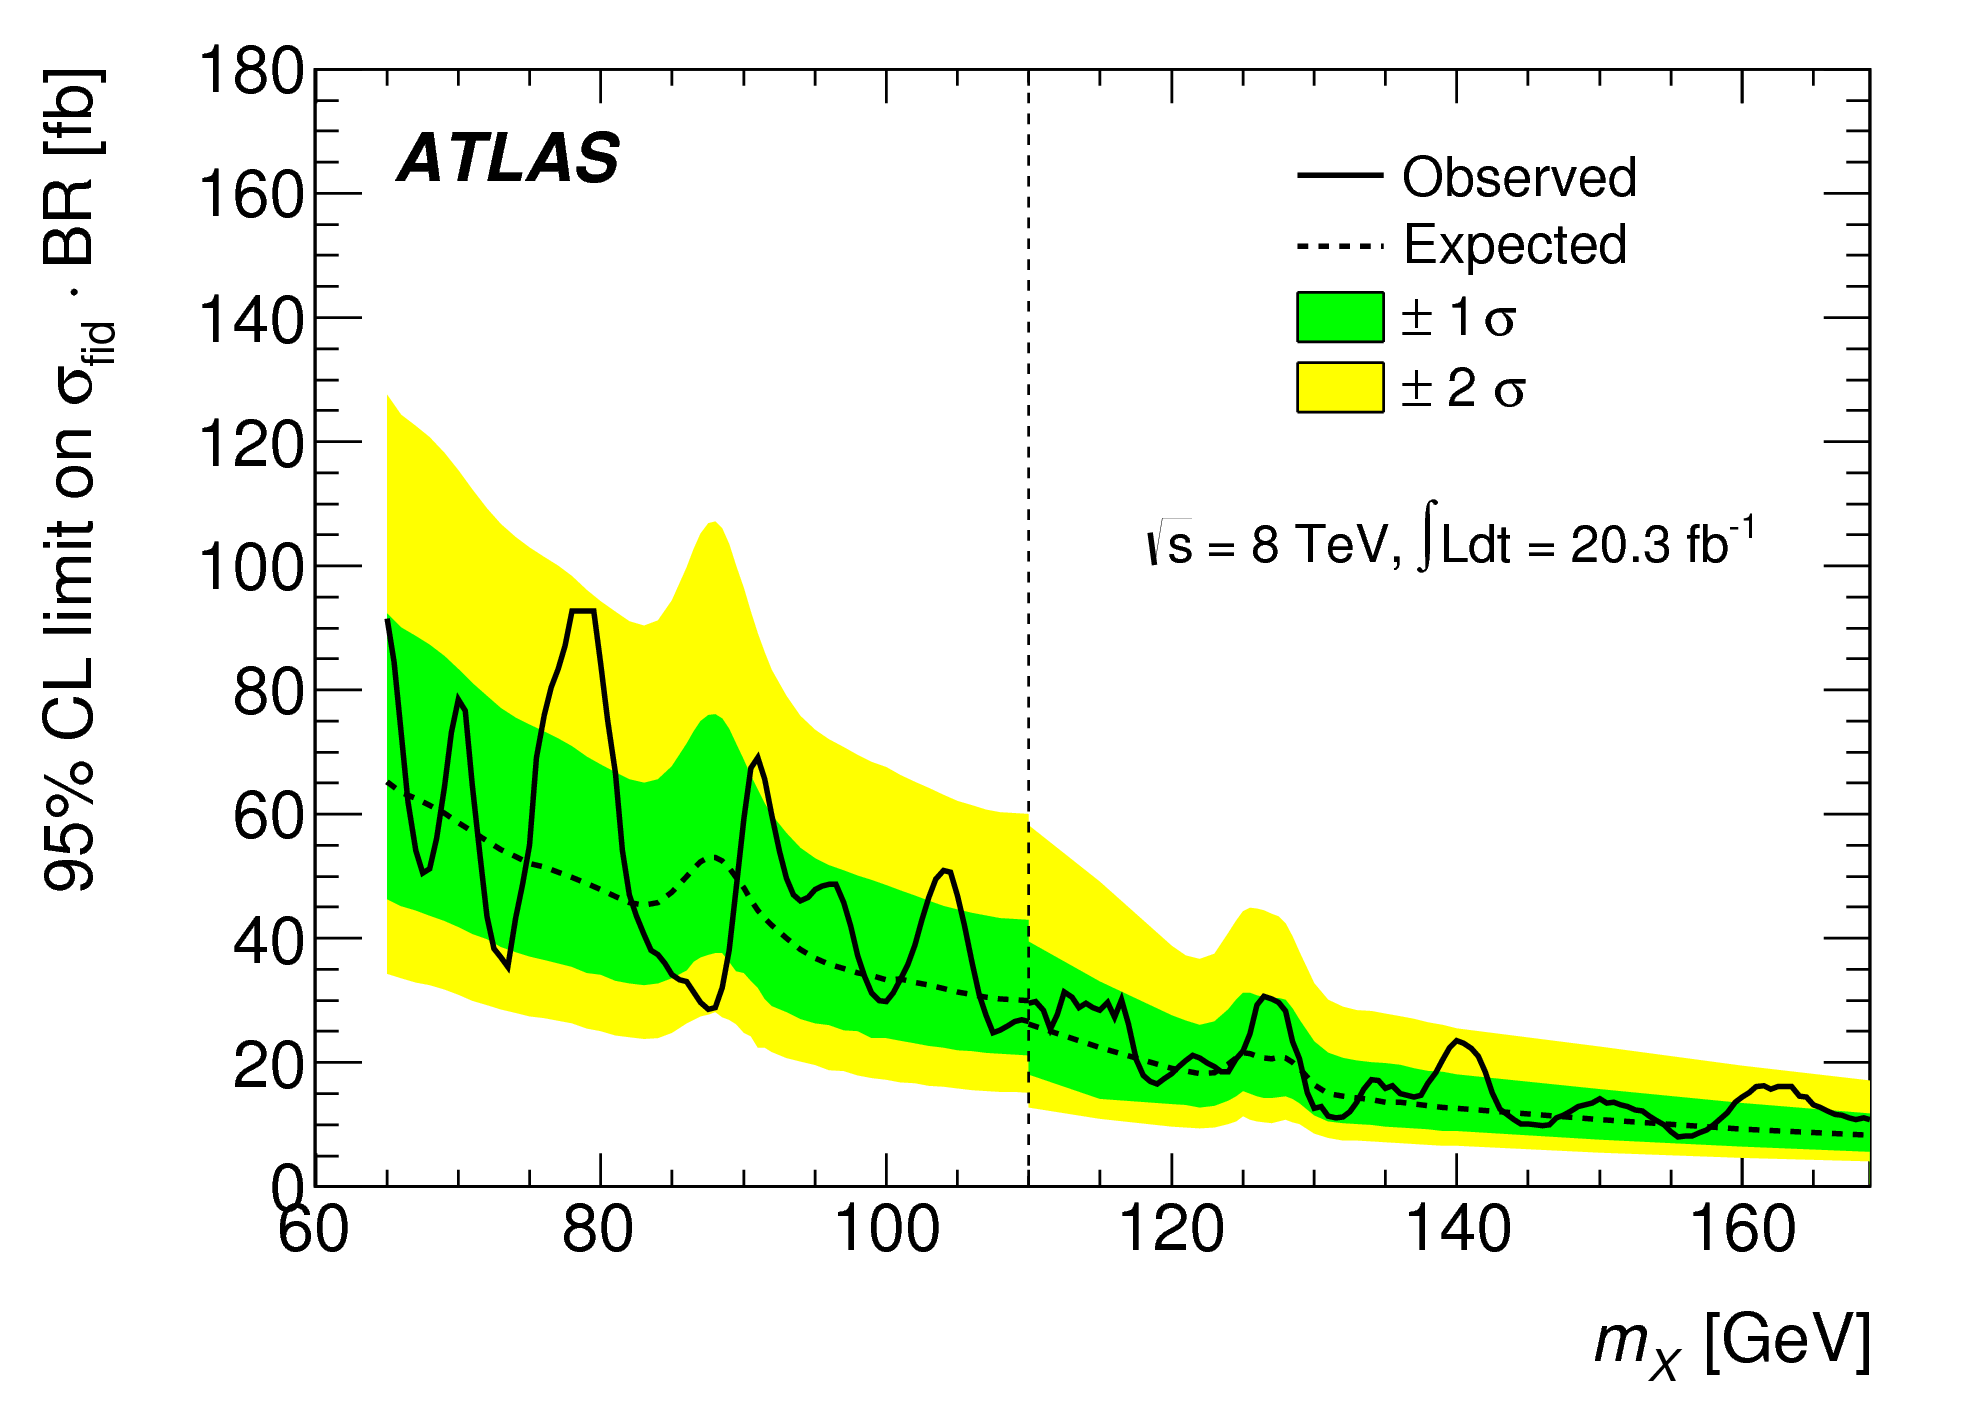 95% CL limit on σfid · BR [fb]
180
160
140
120
100
80
60
40
20
0
ATLAS
Observed
Expected
± 1 σ
± 2 σ
√s = 8 TeV, ∫Ldt = 20.3 fb-1
60 80 100 120 140 160
mX [GeV]